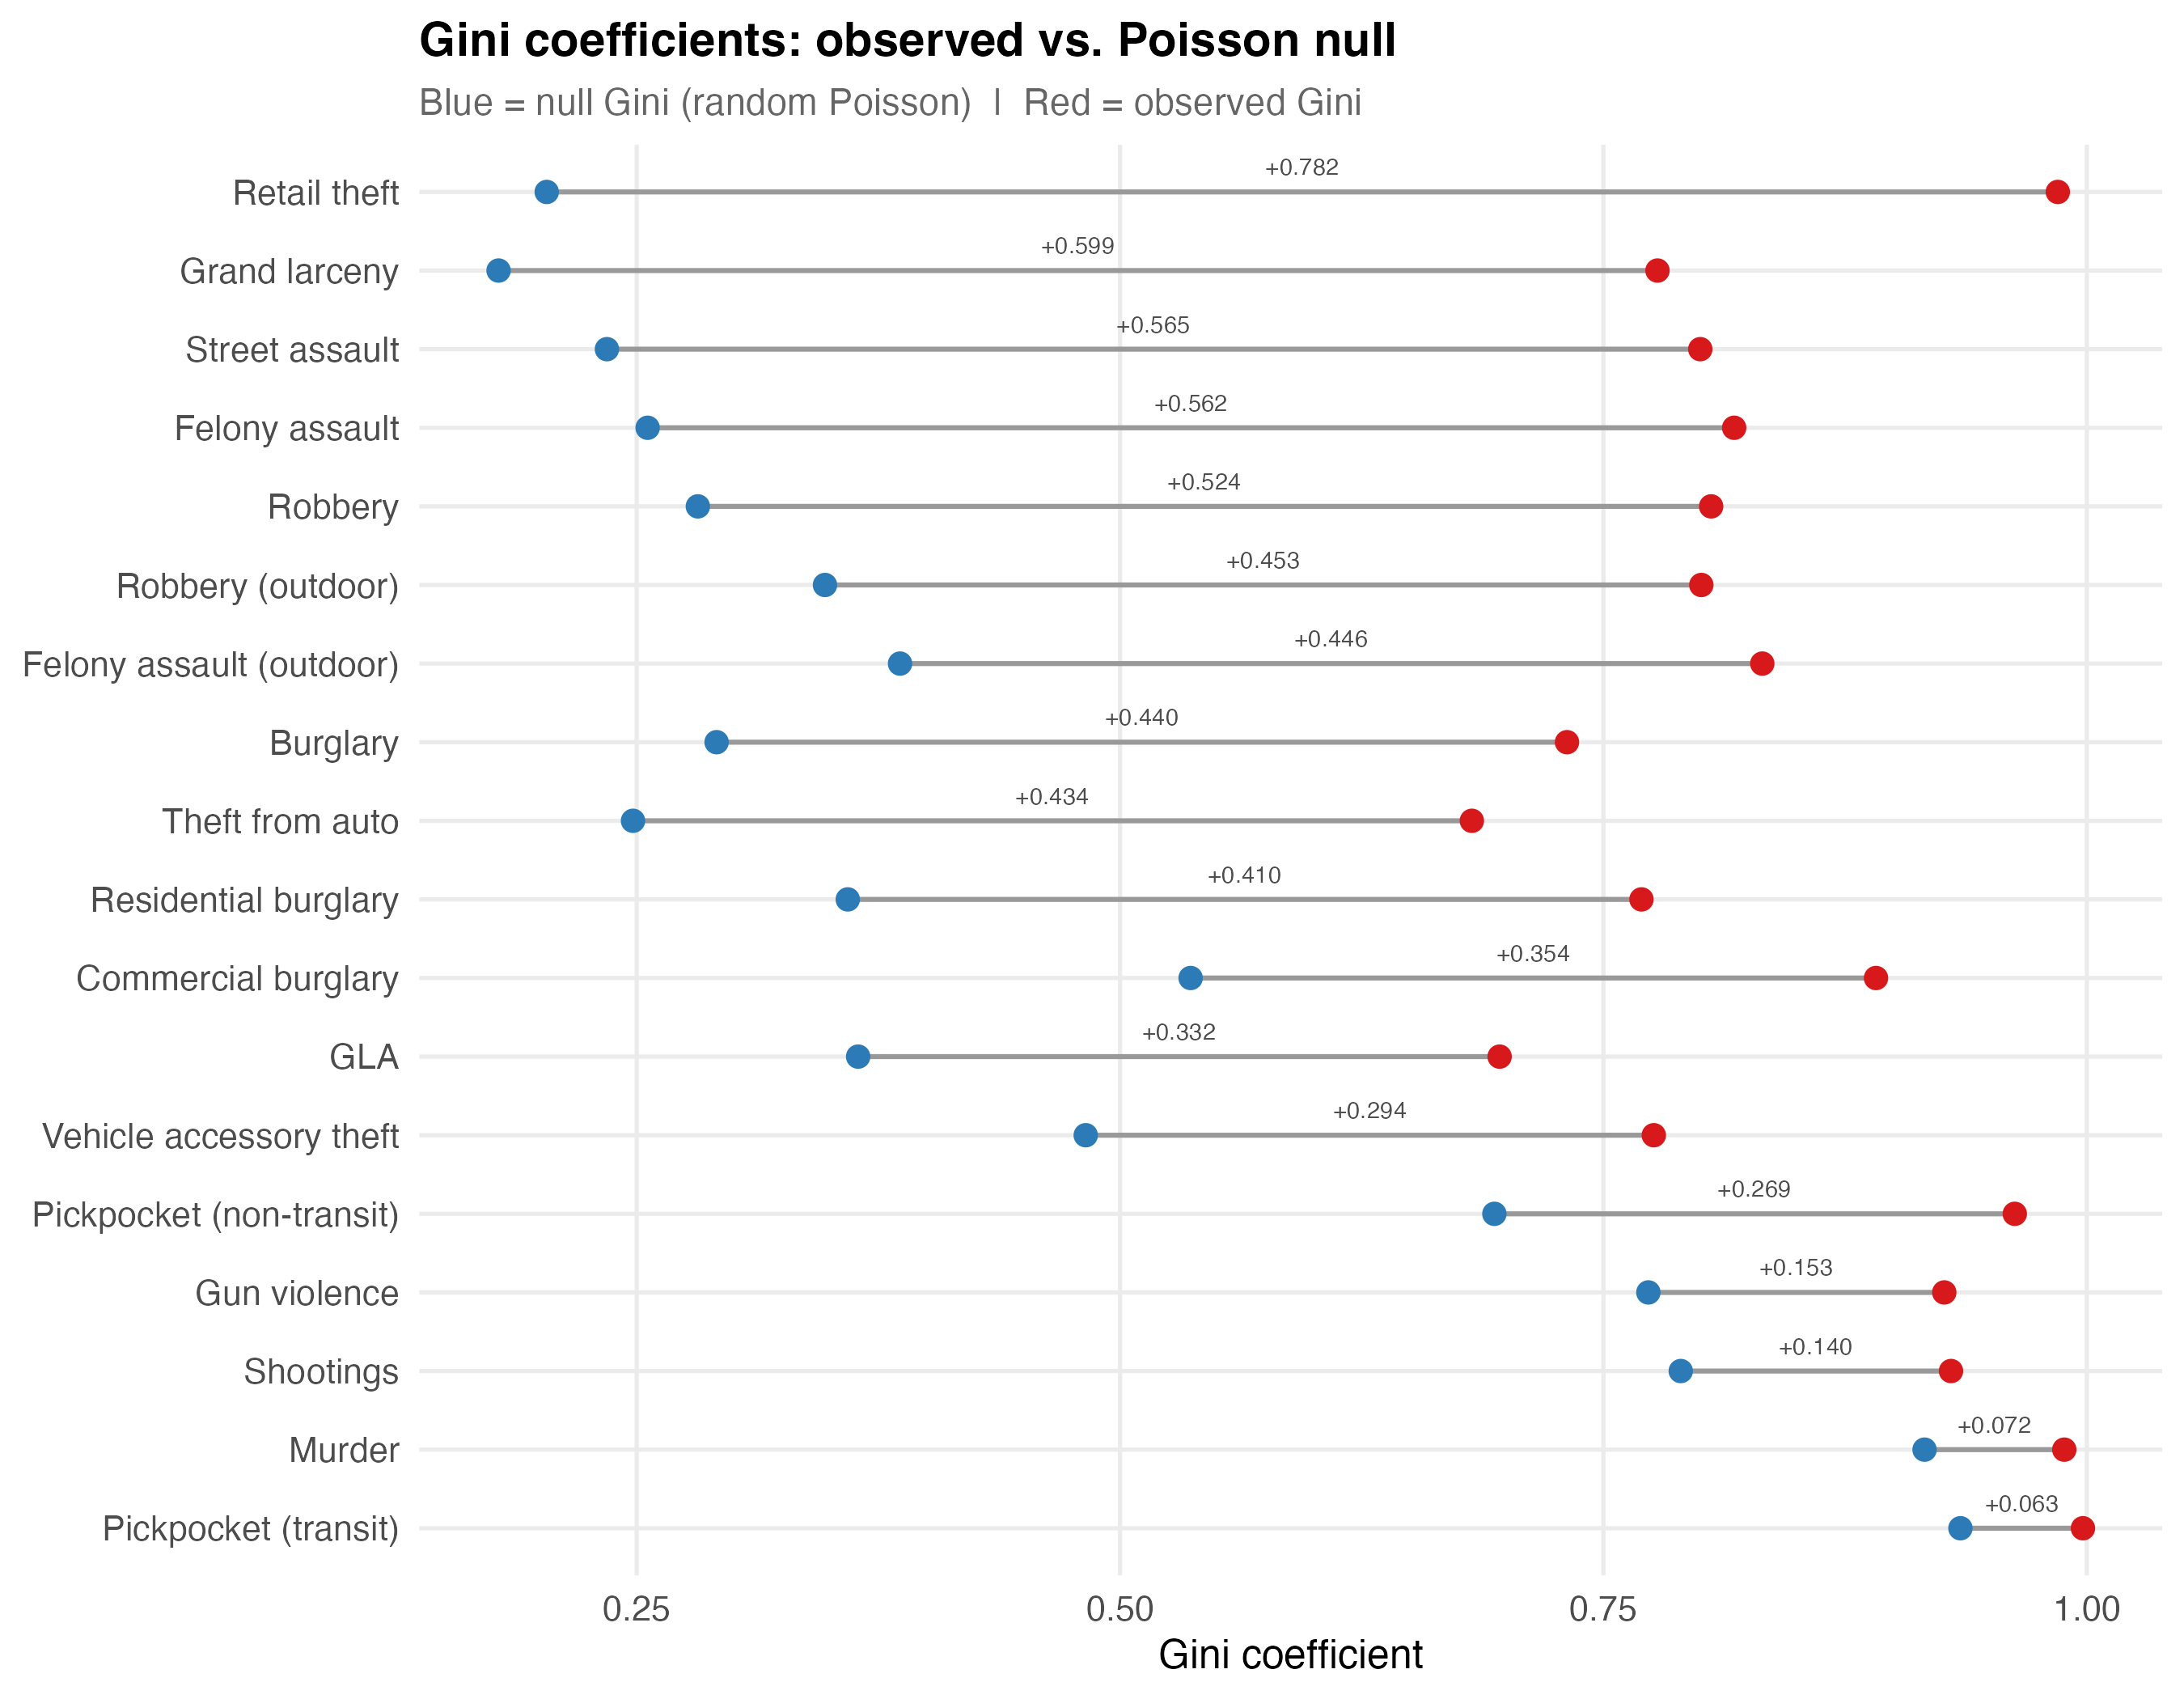 Gini coefficients: observed vs. Poisson null
Blue = null Gini (random Poisson) | Red = observed Gini
Retail theft +0.782
Grand larceny +0.599
Street assault +0.565
Felony assault +0.562
Robbery +0.524
Robbery (outdoor) +0.453
Felony assault (outdoor) +0.446
Burglary +0.440
Theft from auto +0.434
Residential burglary +0.410
Commercial burglary +0.354
GLA +0.332
Vehicle accessory theft +0.294
Pickpocket (non-transit) +0.269
Gun violence +0.153
Shootings +0.140
Murder +0.072
Pickpocket (transit) +0.063
0.25 0.50 0.75 1.00
Gini coefficient